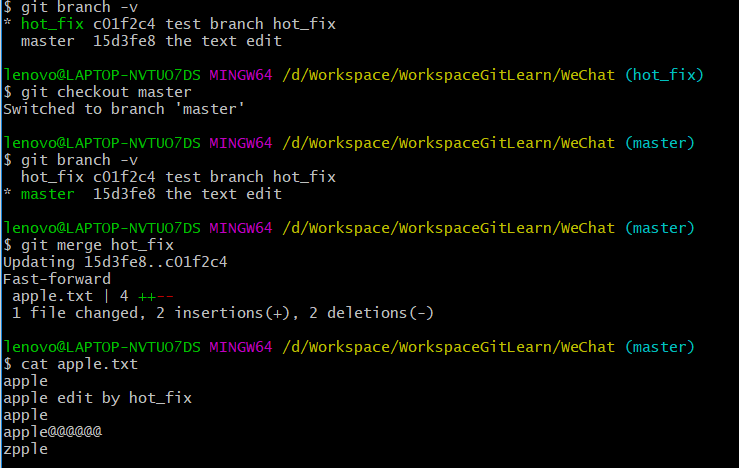 $ git branch -v
* hot_fix c01f2c4 test branch hot_fix
  master  15d3fe8 the text edit
lenovo@LAPTOP-NVTUO7DS MINGW64 /d/Workspace/WorkspaceGitLearn/WeChat (hot_fix)
$ git checkout master
Switched to branch 'master'
lenovo@LAPTOP-NVTUO7DS MINGW64 /d/Workspace/WorkspaceGitLearn/WeChat (master)
$ git branch -v
  hot_fix c01f2c4 test branch hot_fix
* master  15d3fe8 the text edit
lenovo@LAPTOP-NVTUO7DS MINGW64 /d/Workspace/WorkspaceGitLearn/WeChat (master)
$ git merge hot_fix
Updating 15d3fe8..c01f2c4
Fast-forward
 apple.txt | 4 ++--
 1 file changed, 2 insertions(+), 2 deletions(-)
lenovo@LAPTOP-NVTUO7DS MINGW64 /d/Workspace/WorkspaceGitLearn/WeChat (master)
$ cat apple.txt
apple
apple edit by hot_fix
apple
apple@@@@@@
zpple